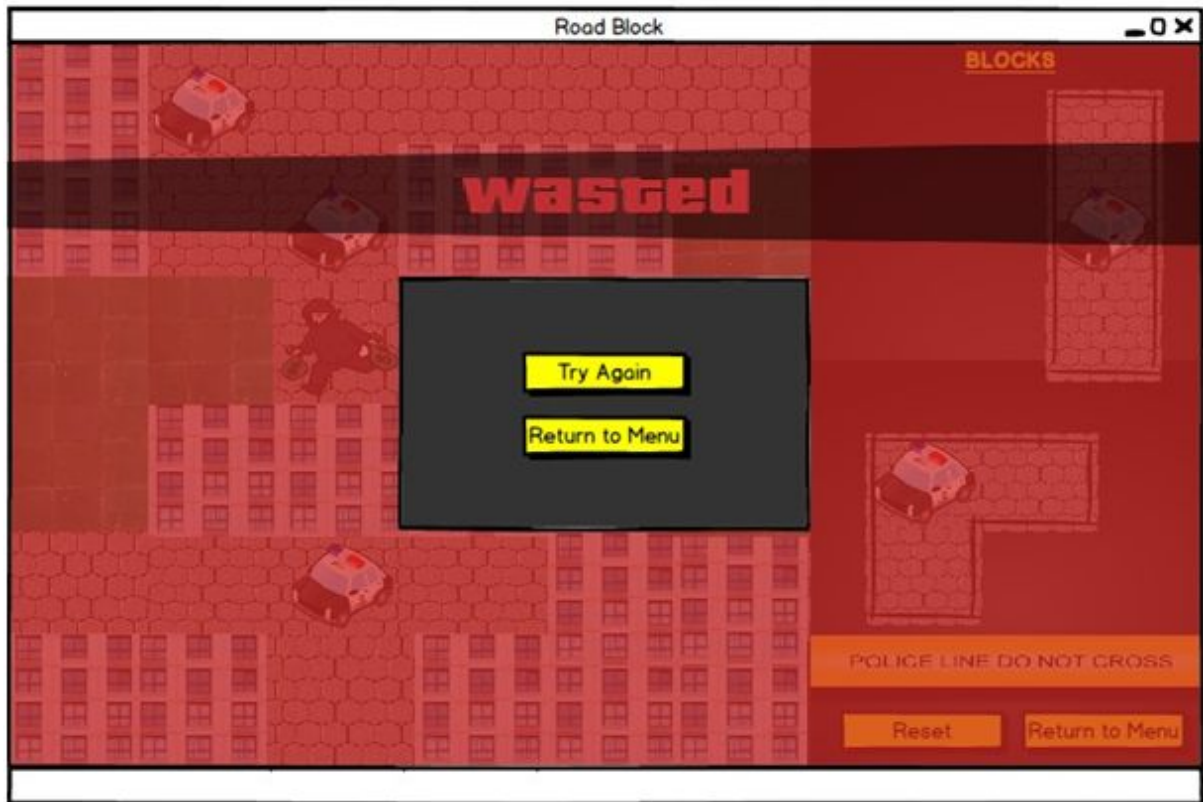 Road Block
BLOCKS
wasted
Try Again
Return to Menu
POLICE LINE DO NOT CROSS
Reset
Return to Menu